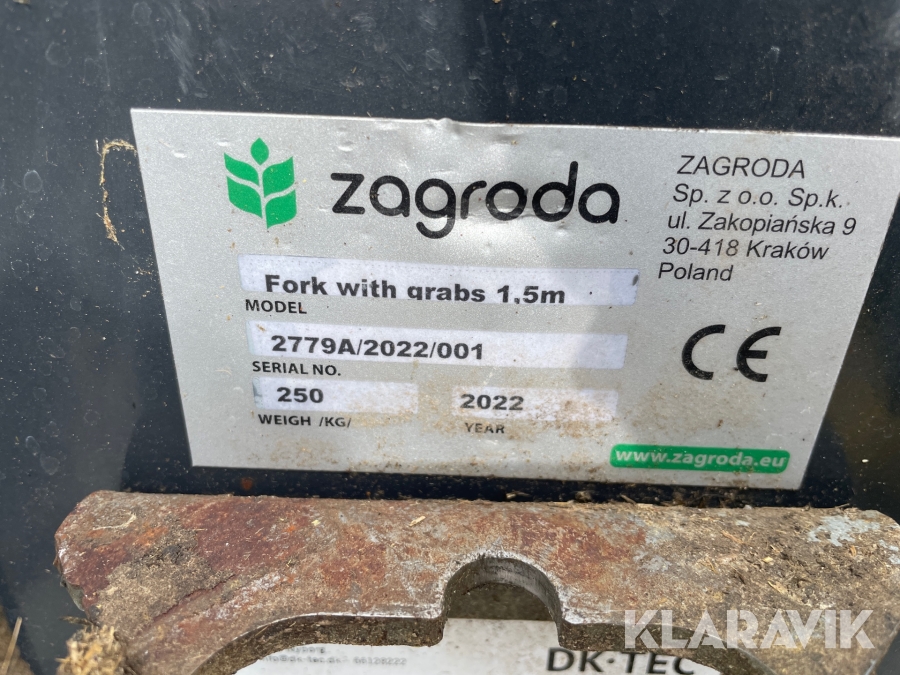 zagroda
ZAGRODA
Sp. z o.o. Sp.k.
ul. Zakopiańska 9
30-418 Kraków
Poland
Fork with grabs 1,5m
MODEL
2779A/2022/001
SERIAL NO.
250
2022
WEIGH /KG/
YEAR
CE
www.zagroda.eu
DK·TEC
KLARAVIK